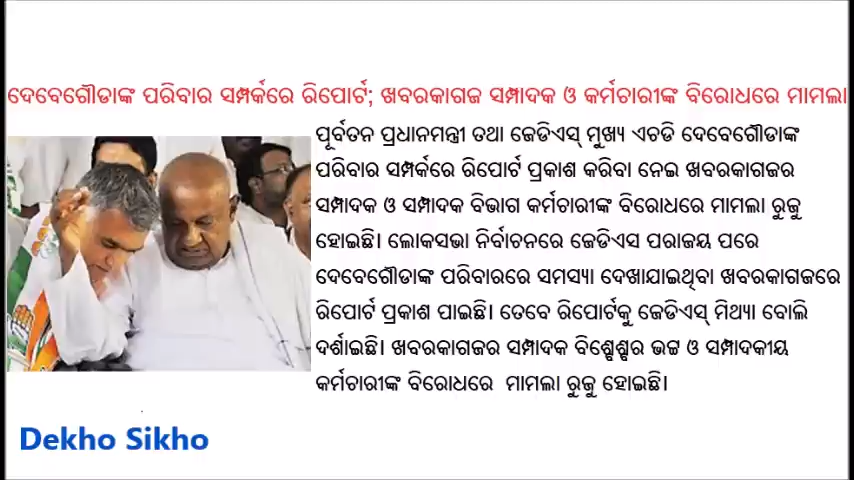 ଦେବେଗୌଡାଙ୍କ ପରିବାର ସମ୍ପର୍କରେ ରିପୋର୍ଟ; ଖବରକାଗଜ ସମ୍ପାଦକ ଓ କର୍ମଚାରୀଙ୍କ ବିରୋଧରେ ମାମଲା
ପୂର୍ବତନ ପ୍ରଧାନମନ୍ତ୍ରୀ ତଥା ଜେଡିଏସ୍ ମୁଖ୍ୟ ଏଚଡି ଦେବେଗୌଡାଙ୍କ
ପରିବାର ସମ୍ପର୍କରେ ରିପୋର୍ଟ ପ୍ରକାଶ କରିବା ନେଇ ଖବରକାଗଜର
ସମ୍ପାଦକ ଓ ସମ୍ପାଦକ ବିଭାଗ କର୍ମଚାରୀଙ୍କ ବିରୋଧରେ ମାମଲା ରୁଜୁ
ହୋଇଛି। ଲୋକସଭା ନିର୍ବାଚନରେ ଜେଡିଏସ ପରାଜୟ ପରେ
ଦେବେଗୌଡାଙ୍କ ପରିବାରରେ ସମସ୍ୟା ଦେଖାଯାଇଥିବା ଖବରକାଗଜରେ
ରିପୋର୍ଟ ପ୍ରକାଶ ପାଇଛି। ତେବେ ରିପୋର୍ଟକୁ ଜେଡିଏସ୍ ମିଥ୍ୟା ବୋଲି
ଦର୍ଶାଇଛି। ଖବରକାଗଜର ସମ୍ପାଦକ ବିଶ୍ୱେଶ୍ୱର ଭଟ୍ଟ ଓ ସମ୍ପାଦକୀୟ
କର୍ମଚାରୀଙ୍କ ବିରୋଧରେ ମାମଲା ରୁଜୁ ହୋଇଛି।
Dekho Sikho